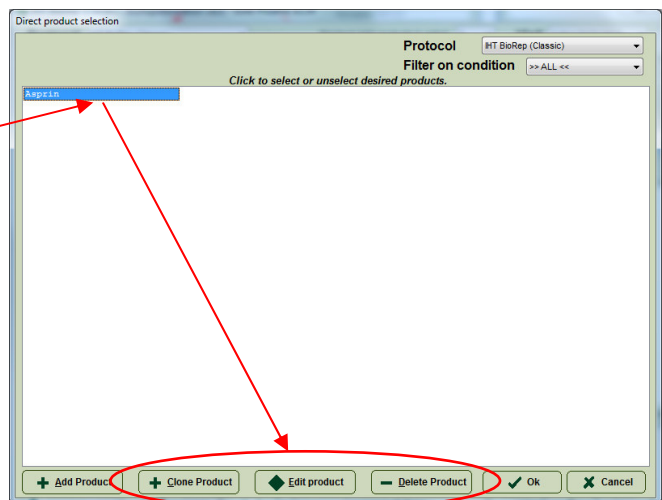 Direct product selection
Protocol IHT BioRep (Classic)
Filter on condition >> ALL <<
Click to select or unselect desired products.
Asprin
Add Product Clone Product Edit product Delete Product Ok Cancel